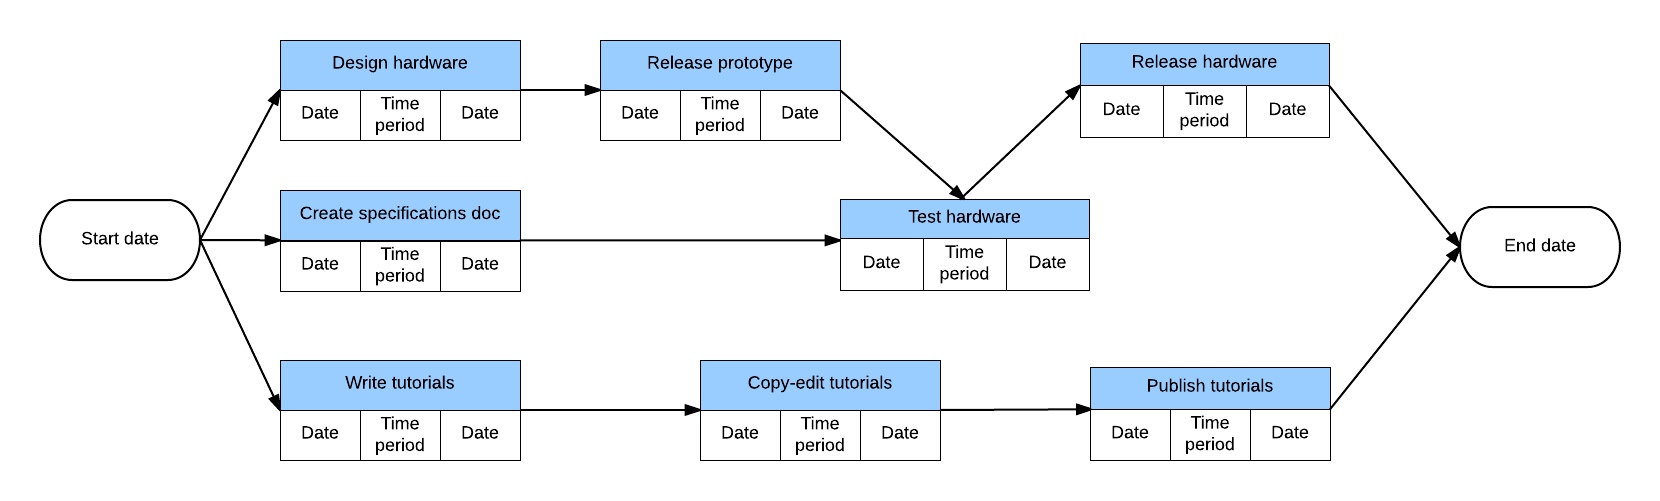 Design hardware
Date
Time
period
Date
Release prototype
Date
Time
period
Date
Release hardware
Date
Time
period
Date
Start date
Create specifications doc
Date
Time
period
Date
Test hardware
Date
Time
period
Date
End date
Write tutorials
Date
Time
period
Date
Copy-edit tutorials
Date
Time
period
Date
Publish tutorials
Date
Time
period
Date